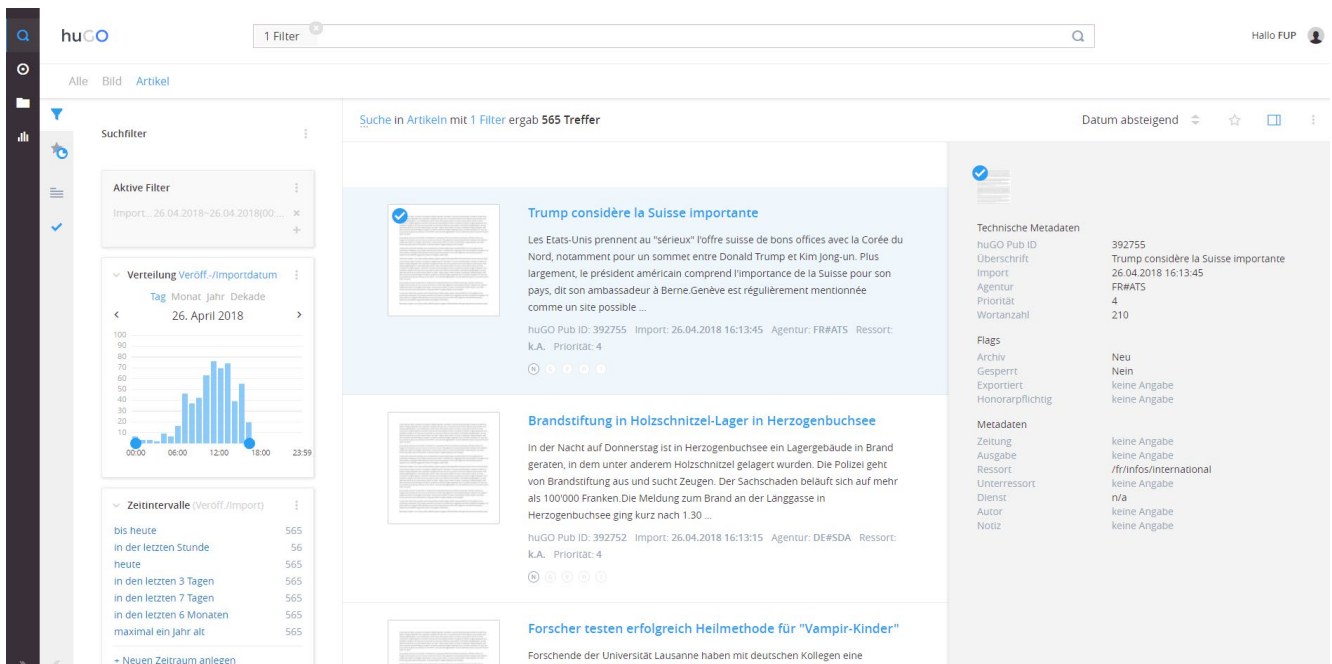 huGO
1 Filter
Hallo FUP
Alle Bild Artikel
Suchfilter
Aktive Filter
Import... 26.04.2018–26.04.2018(00:...
Verteilung Veröff.-/Importdatum
Tag Monat Jahr Dekade
26. April 2018
100
90
80
70
60
50
40
30
20
10
00:00 06:00 12:00 18:00 23:59
Zeitintervalle (Veröff./Import)
bis heute 565
in der letzten Stunde 56
heute 565
in den letzten 3 Tagen 565
in den letzten 7 Tagen 565
in den letzten 6 Monaten 565
maximal ein Jahr alt 565
+ Neuen Zeitraum anlegen
Suche in Artikeln mit 1 Filter ergab 565 Treffer
Datum absteigend
Trump considère la Suisse importante
Les Etats-Unis prennent au "sérieux" l'offre suisse de bons offices avec la Corée du
Nord, notamment pour un sommet entre Donald Trump et Kim Jong-un. Plus
largement, le président américain comprend l'importance de la Suisse pour son
pays, dit son ambassadeur à Berne.Genève est régulièrement mentionnée
comme un site possible ...
huGO Pub ID: 392755 Import: 26.04.2018 16:13:45 Agentur: FR#ATS Ressort:
k.A. Priorität: 4
N
Brandstiftung in Holzschnitzel-Lager in Herzogenbuchsee
In der Nacht auf Donnerstag ist in Herzogenbuchsee ein Lagergebäude in Brand
geraten, in dem unter anderem Holzschnitzel gelagert wurden. Die Polizei geht
von Brandstiftung aus und sucht Zeugen. Der Sachschaden beläuft sich auf mehr
als 100'000 Franken.Die Meldung zum Brand an der Länggasse in
Herzogenbuchsee ging kurz nach 1.30 ...
huGO Pub ID: 392752 Import: 26.04.2018 16:13:15 Agentur: DE#SDA Ressort:
k.A. Priorität: 4
N
Forscher testen erfolgreich Heilmethode für "Vampir-Kinder"
Forschende der Universität Lausanne haben mit deutschen Kollegen eine
Technische Metadaten
huGO Pub ID 392755
Überschrift Trump considère la Suisse importante
Import 26.04.2018 16:13:45
Agentur FR#ATS
Priorität 4
Wortanzahl 210
Flags
Archiv Neu
Gesperrt Nein
Exportiert keine Angabe
Honorarpflichtig keine Angabe
Metadaten
Zeitung keine Angabe
Ausgabe keine Angabe
Ressort /fr/infos/international
Unterressort keine Angabe
Dienst n/a
Autor keine Angabe
Notiz keine Angabe